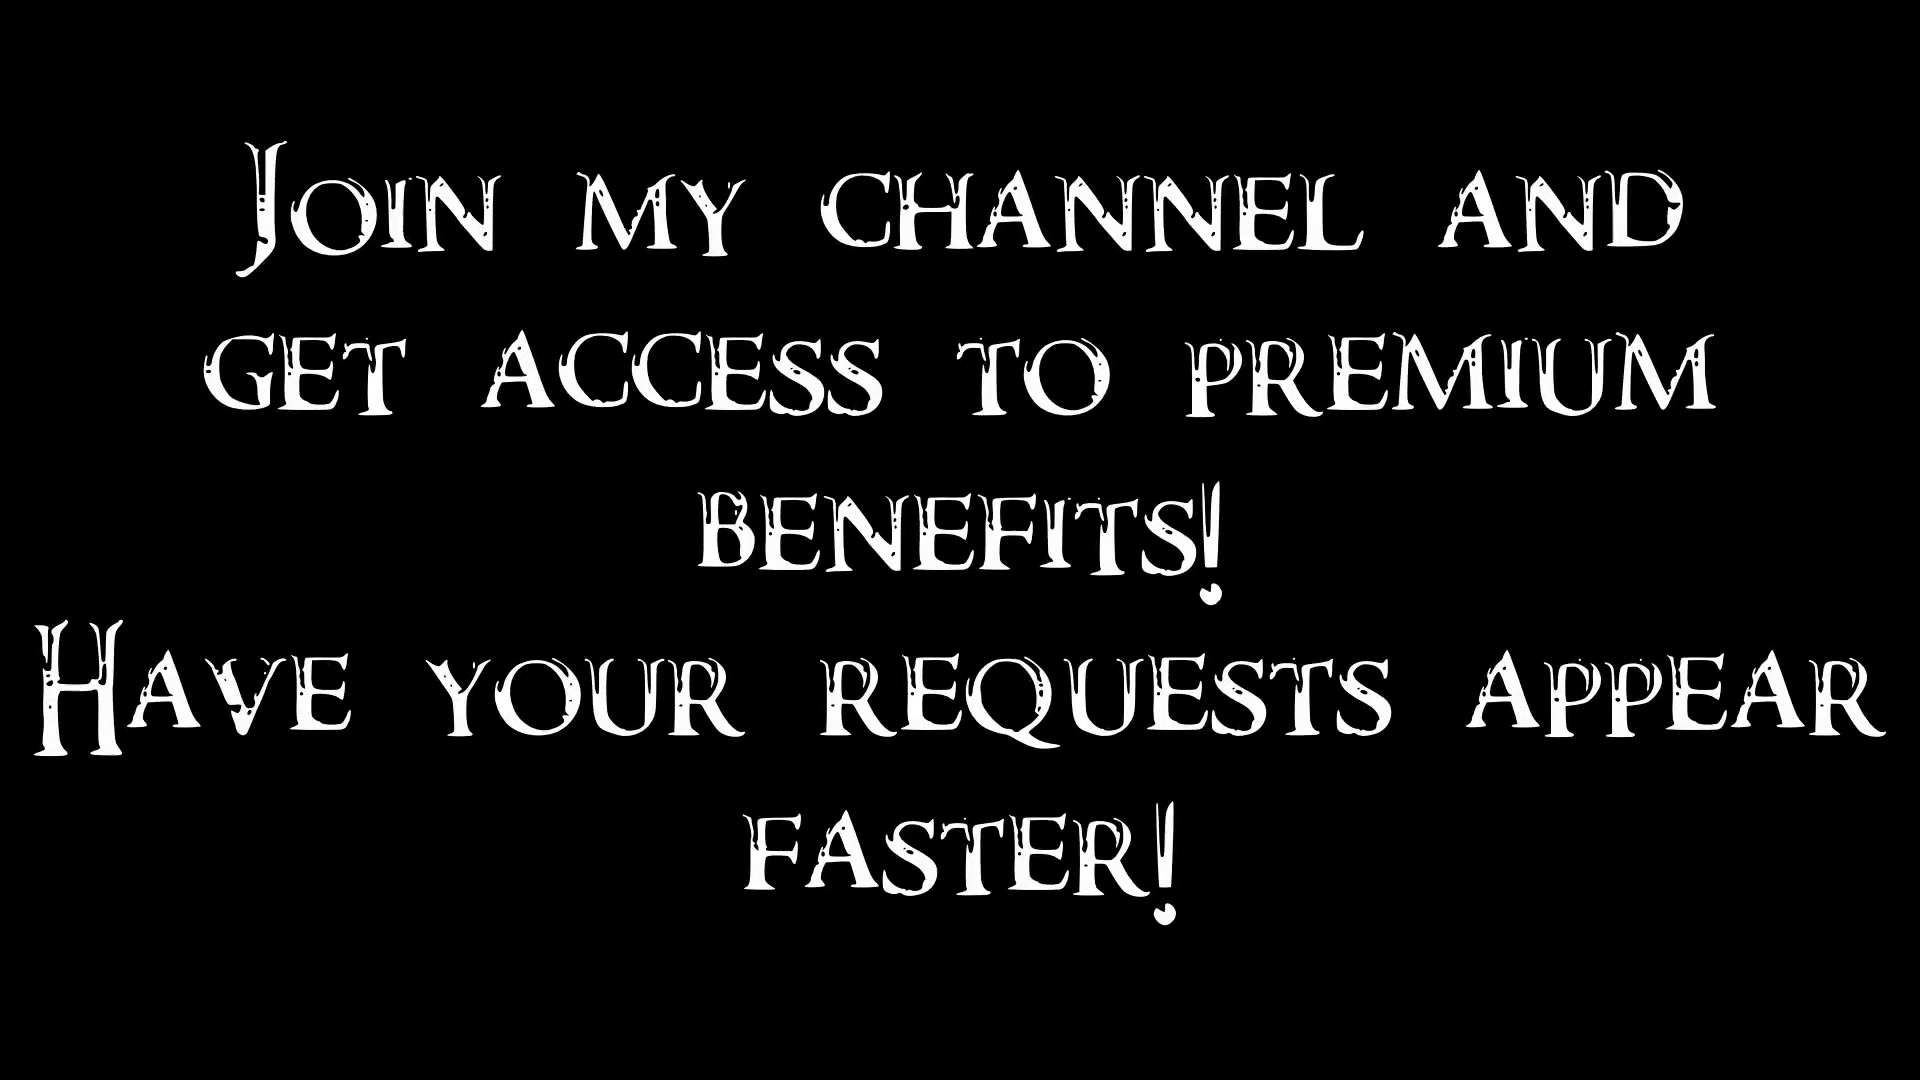 Join my channel and
get access to premium
benefits!
Have your requests appear
faster!